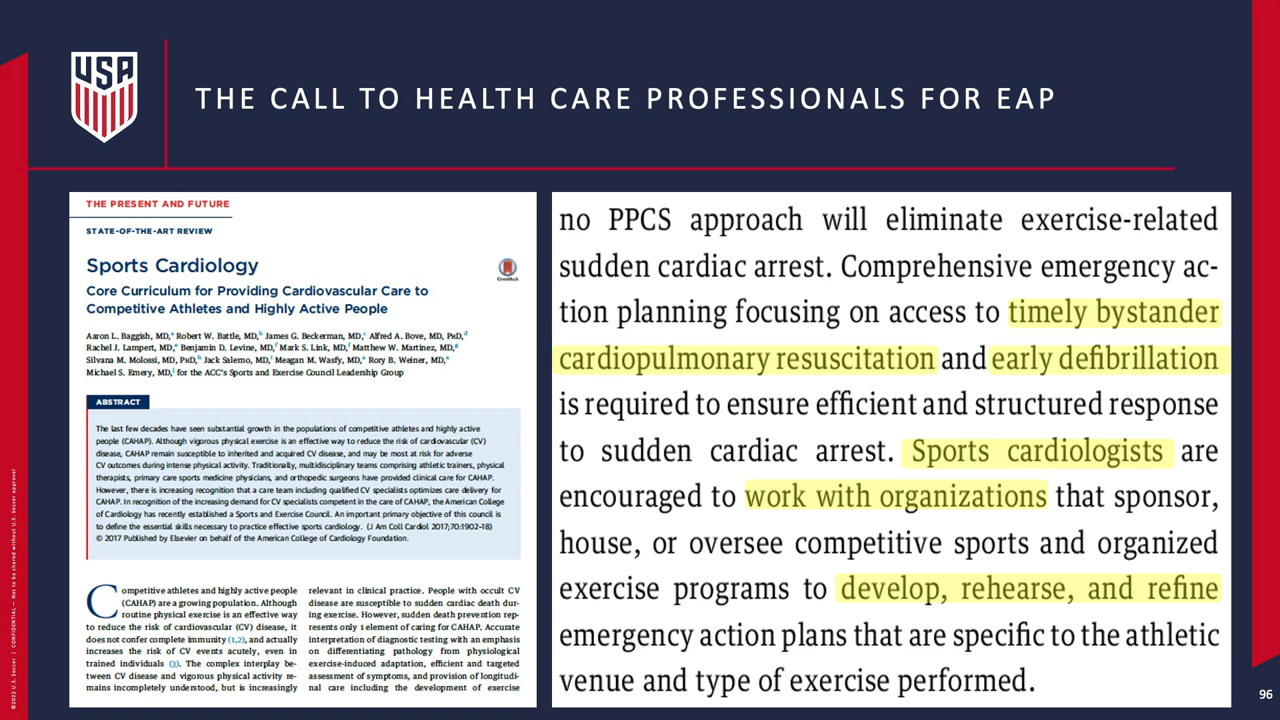 USA
THE CALL TO HEALTH CARE PROFESSIONALS FOR EAP
THE PRESENT AND FUTURE
STATE-OF-THE-ART REVIEW
Sports Cardiology
Core Curriculum for Providing Cardiovascular Care to
Competitive Athletes and Highly Active People
CrossMark
Aaron L. Baggish, MD,a Robert W. Battle, MD,b James G. Beckerman, MD,c Alfred A. Bove, MD, PhD,d
Rachel J. Lampert, MD,e Benjamin D. Levine, MD,f Mark S. Link, MD,f Matthew W. Martinez, MD,g
Silvana M. Molossi, MD, PhD,h Jack Salerno, MD,i Meagan M. Wasfy, MD,a Rory B. Weiner, MD,a
Michael S. Emery, MD,j for the ACC's Sports and Exercise Council Leadership Group
ABSTRACT
The last few decades have seen substantial growth in the populations of competitive athletes and highly active
people (CAHAP). Although vigorous physical exercise is an effective way to reduce the risk of cardiovascular (CV)
disease, CAHAP remain susceptible to inherited and acquired CV disease, and may be most at risk for adverse
CV outcomes during intense physical activity. Traditionally, multidisciplinary teams comprising athletic trainers, physical
therapists, primary care sports medicine physicians, and orthopedic surgeons have provided clinical care for CAHAP.
However, there is increasing recognition that a care team including qualified CV specialists optimizes care delivery for
CAHAP. In recognition of the increasing demand for CV specialists competent in the care of CAHAP, the American College
of Cardiology has recently established a Sports and Exercise Council. An important primary objective of this council is
to define the essential skills necessary to practice effective sports cardiology. (J Am Coll Cardiol 2017;70:1902-18)
© 2017 Published by Elsevier on behalf of the American College of Cardiology Foundation.
Competitive athletes and highly active people
(CAHAP) are a growing population. Although
routine physical exercise is an effective way
to reduce the risk of cardiovascular (CV) disease, it
does not confer complete immunity (1,2), and actually
increases the risk of CV events acutely, even in
trained individuals (3). The complex interplay be-
tween CV disease and vigorous physical activity re-
mains incompletely understood, but is increasingly
relevant in clinical practice. People with occult CV
disease are susceptible to sudden cardiac death dur-
ing exercise. However, sudden death prevention rep-
resents only 1 element of caring for CAHAP. Accurate
interpretation of diagnostic testing with an emphasis
on differentiating pathology from physiological
exercise-induced adaptation, efficient and targeted
assessment of symptoms, and provision of longitudi-
nal care including the development of exercise
no PPCS approach will eliminate exercise-related
sudden cardiac arrest. Comprehensive emergency ac-
tion planning focusing on access to timely bystander
cardiopulmonary resuscitation and early defibrillation
is required to ensure efficient and structured response
to sudden cardiac arrest. Sports cardiologists are
encouraged to work with organizations that sponsor,
house, or oversee competitive sports and organized
exercise programs to develop, rehearse, and refine
emergency action plans that are specific to the athletic
venue and type of exercise performed.
©2022 U.S. Soccer | CONFIDENTIAL — Not to be shared without U.S. Soccer approval
96